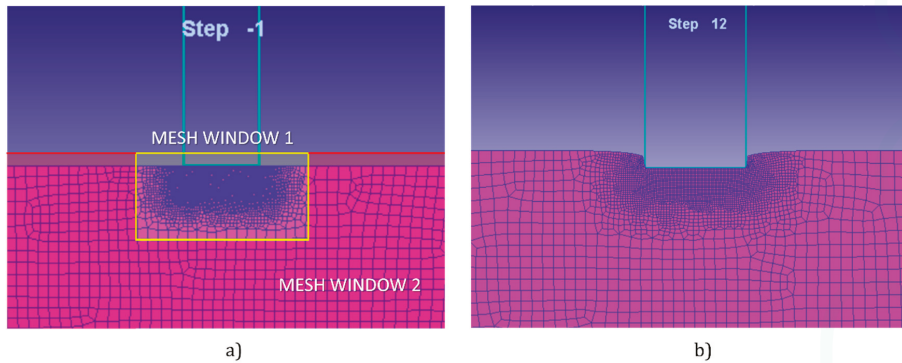 Step -1
MESH WINDOW 1
MESH WINDOW 2
a)
Step 12
b)